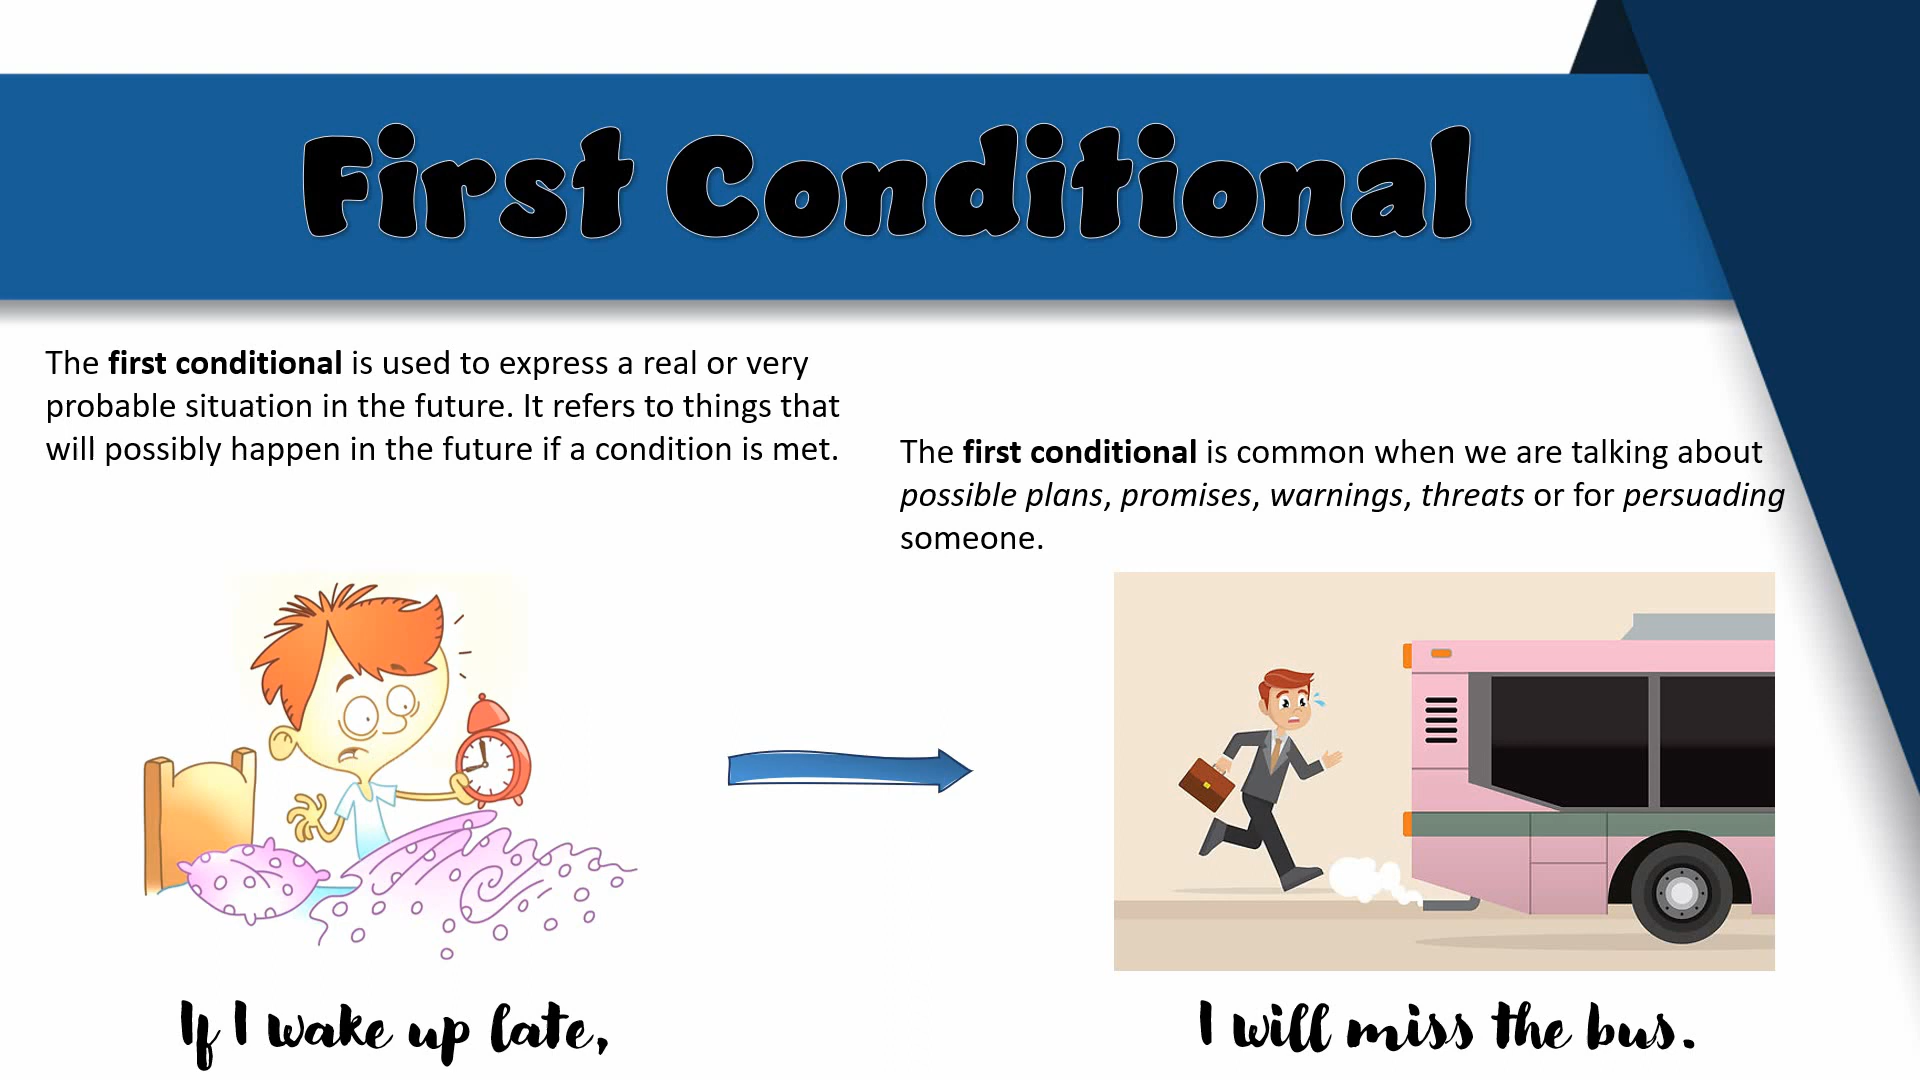 First Conditional
The first conditional is used to express a real or very
probable situation in the future. It refers to things that
will possibly happen in the future if a condition is met.
The first conditional is common when we are talking about
possible plans, promises, warnings, threats or for persuading
someone.
If I wake up late,
I will miss the bus.